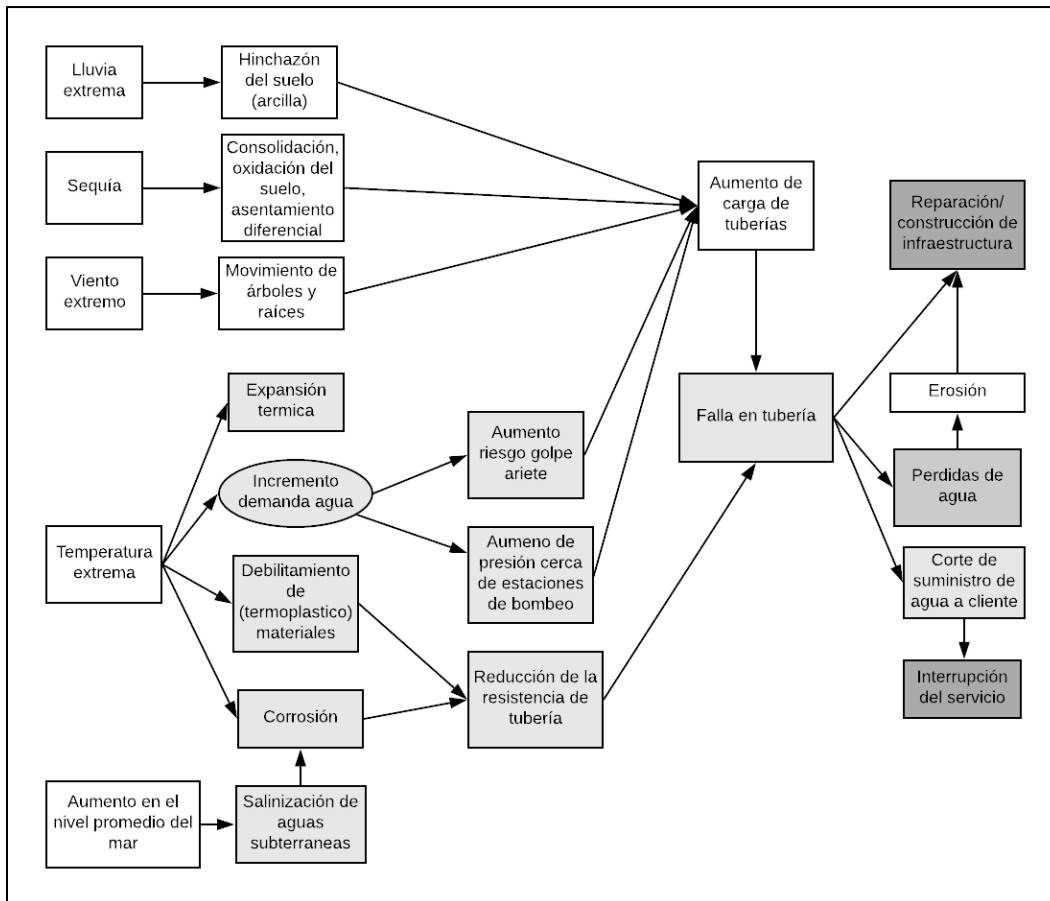 Lluvia
extrema
Hinchazón
del suelo
(arcilla)
Sequía
Consolidación,
oxidación del
suelo,
asentamiento
diferencial
Viento
extremo
Movimiento de
árboles y
raíces
Aumento de
carga de
tuberías
Reparación/
construcción de
infraestructura
Expansión
termica
Incremento
demanda agua
Aumento
riesgo golpe
ariete
Falla en tubería
Erosión
Perdidas de
agua
Temperatura
extrema
Debilitamiento
de
(termoplastico)
materiales
Aumeno de
presión cerca
de estaciones
de bombeo
Corte de
suministro de
agua a cliente
Corrosión
Reducción de la
resistencia de
tubería
Interrupción
del servicio
Aumento en el
nivel promedio del
mar
Salinización de
aguas
subterraneas